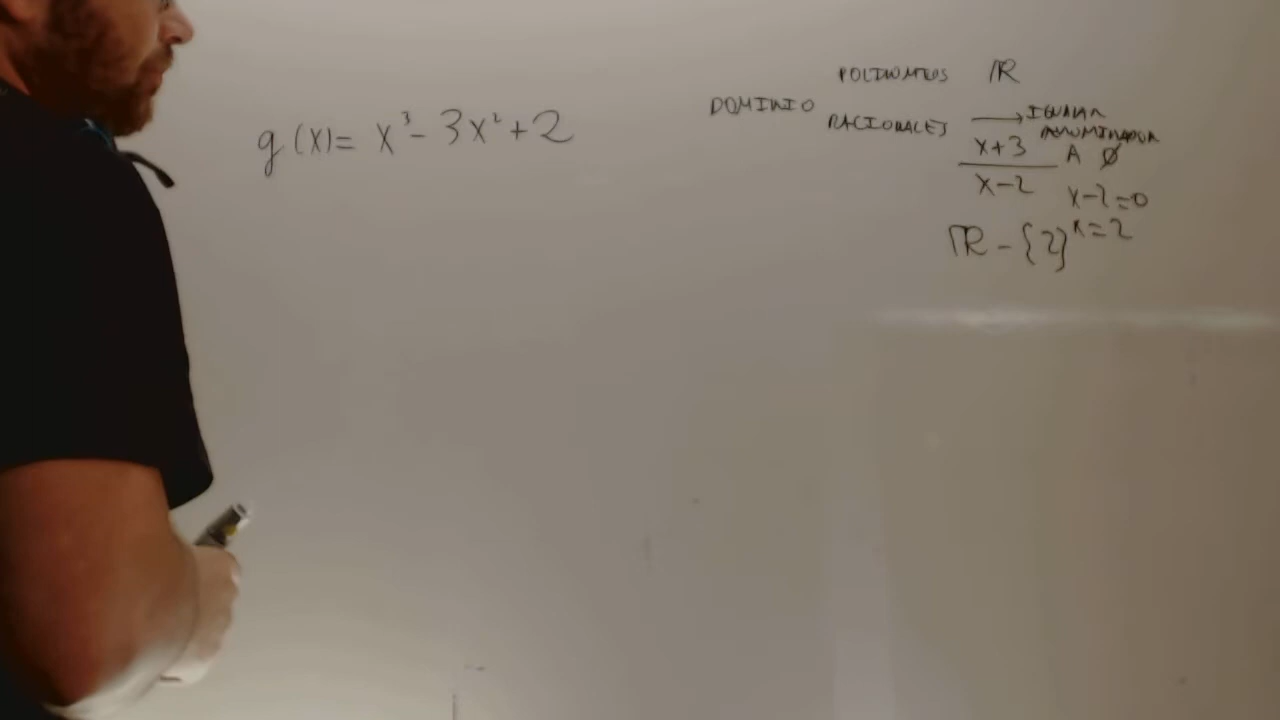 g(x)= x³-3x²+2
DOMINIO
POLINOMIOS ℝ
RACIONALES → IGUALAR
DENOMINADOR
A Ø
x+3
x-2
x-2=0
x=2
ℝ-{2}